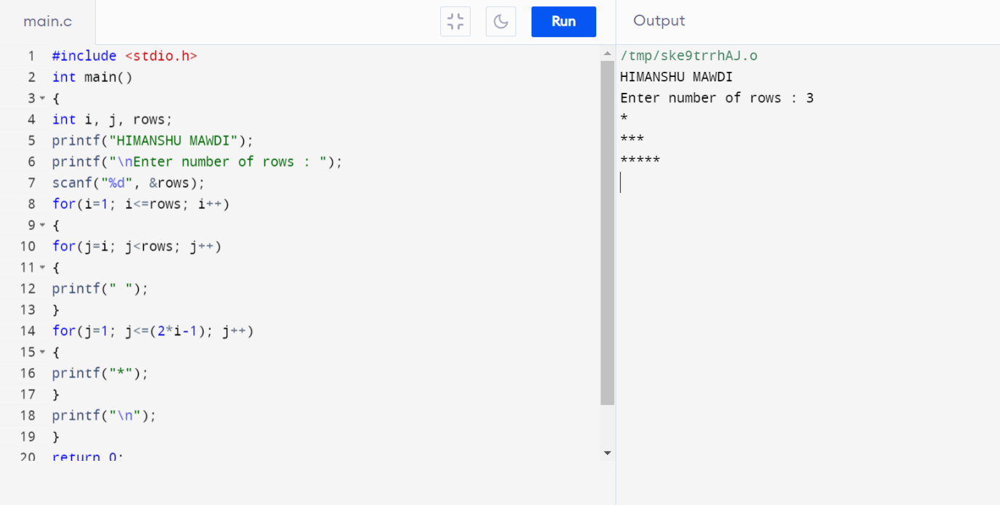 main.c
Run
Output
1 #include <stdio.h>
2 int main()
3 {
4 int i, j, rows;
5 printf("HIMANSHU MAWDI");
6 printf("\nEnter number of rows : ");
7 scanf("%d", &rows);
8 for(i=1; i<=rows; i++)
9 {
10 for(j=i; j<rows; j++)
11 {
12 printf(" ");
13 }
14 for(j=1; j<=(2*i-1); j++)
15 {
16 printf("*");
17 }
18 printf("\n");
19 }
20 return 0;
/tmp/ske9trrhAJ.o
HIMANSHU MAWDI
Enter number of rows : 3
*
***
*****